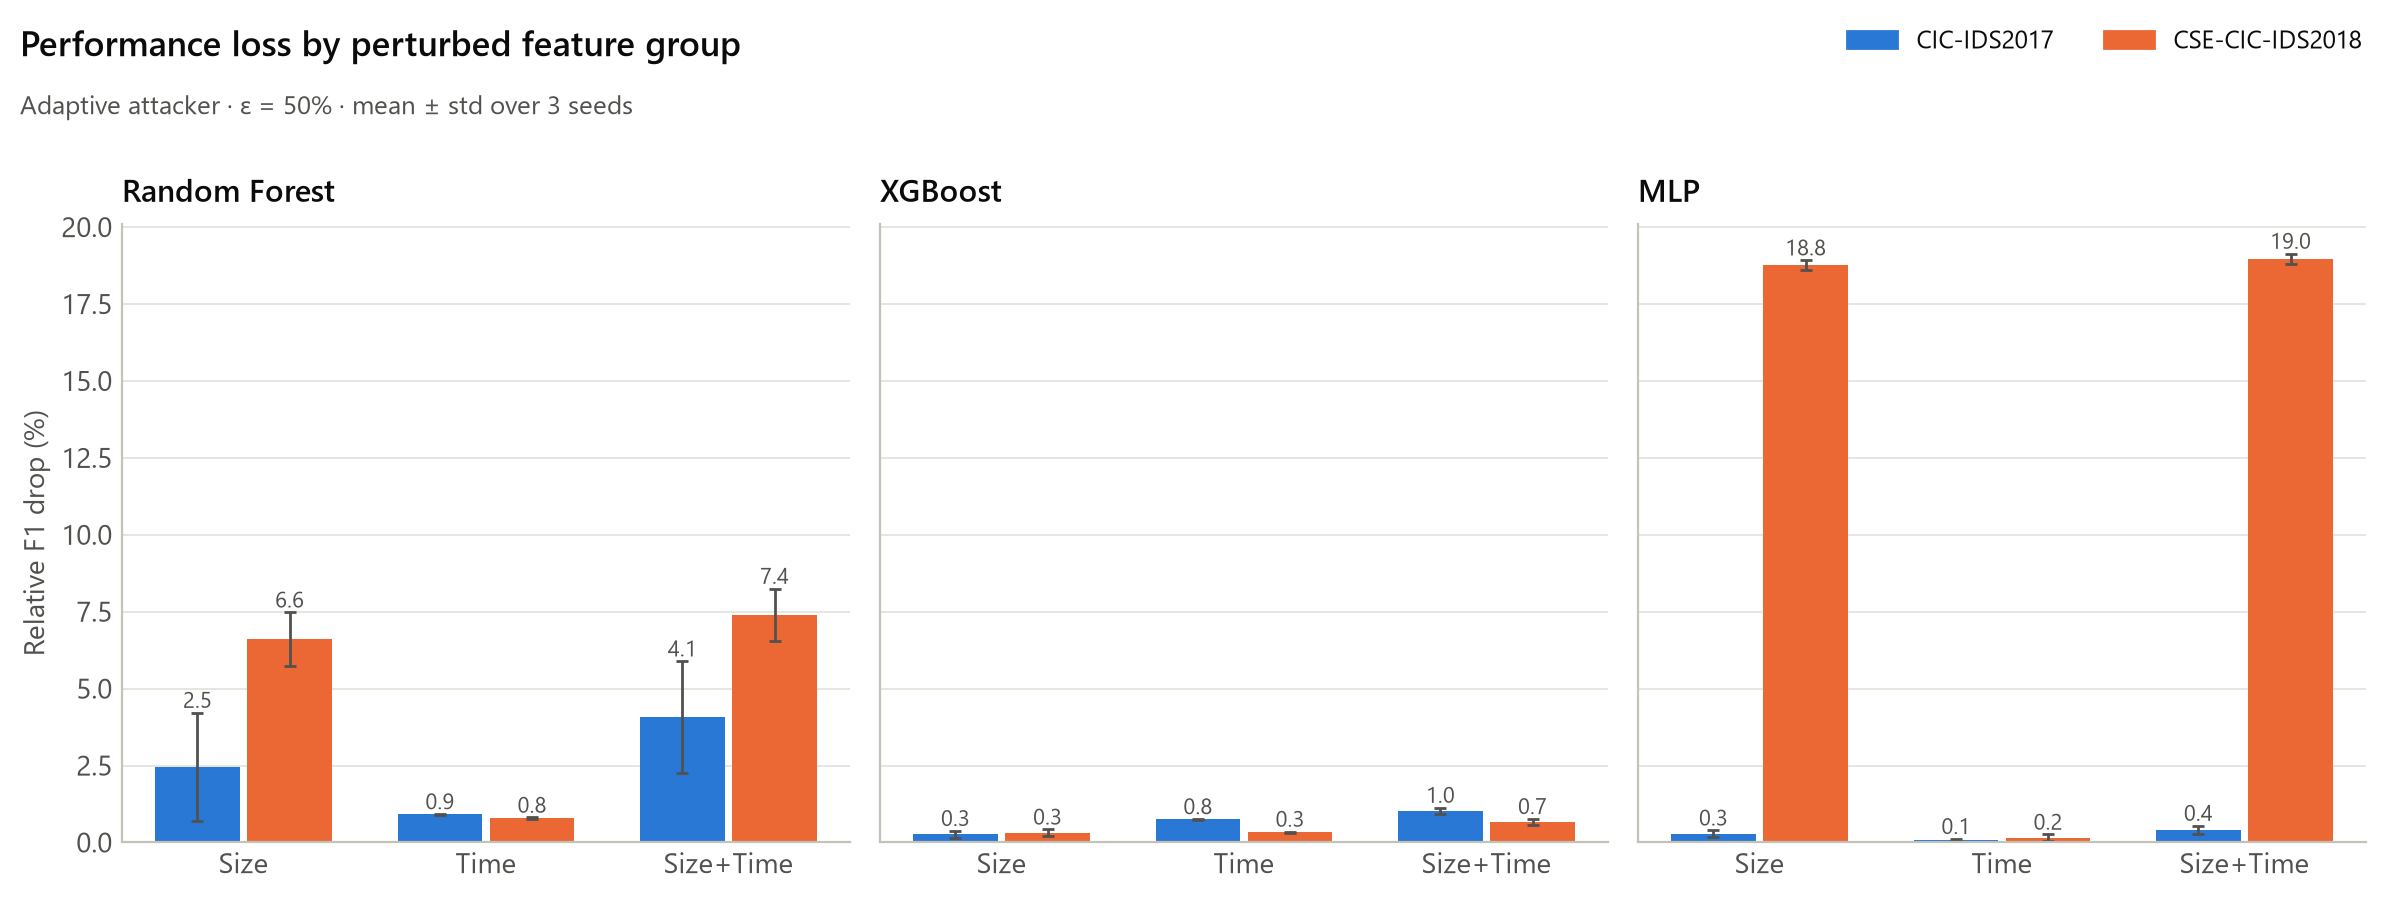 Performance loss by perturbed feature group
CIC-IDS2017 CSE-CIC-IDS2018
Adaptive attacker · ε = 50% · mean ± std over 3 seeds
Random Forest
XGBoost
MLP
Relative F1 drop (%)
20.0
17.5
15.0
12.5
10.0
7.5
5.0
2.5
0.0
2.5
6.6
0.9
0.8
4.1
7.4
Size Time Size+Time
0.3
0.3
0.8
0.3
1.0
0.7
Size Time Size+Time
0.3
18.8
0.1
0.2
0.4
19.0
Size Time Size+Time